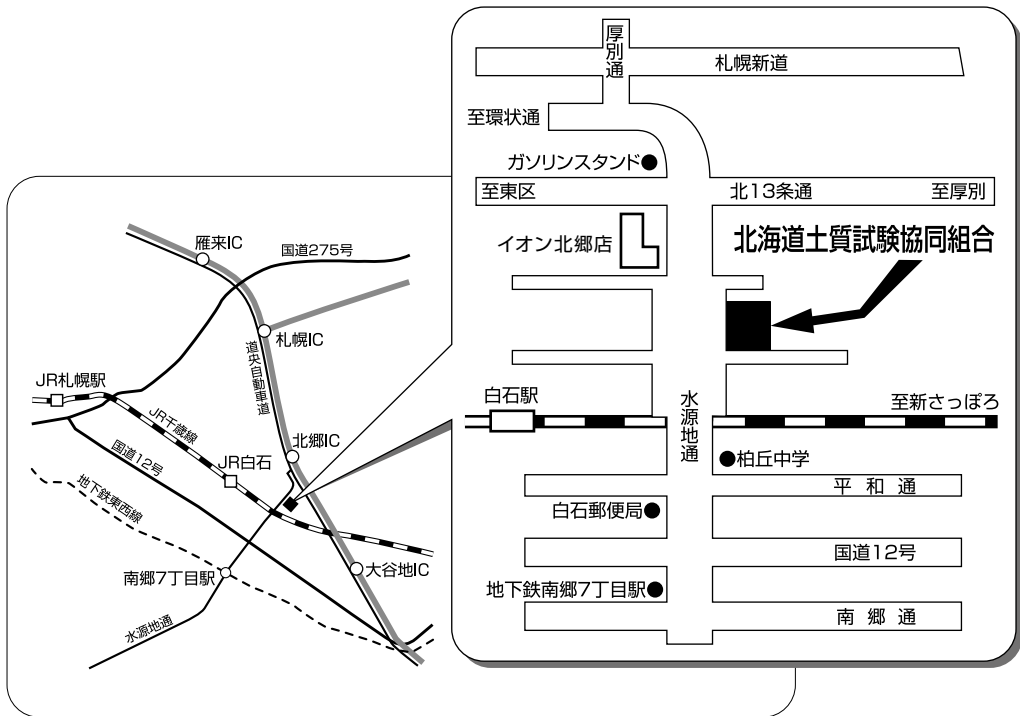 厚別通
札幌新道
至環状通
ガソリンスタンド
至東区
北13条通
至厚別
イオン北郷店
北海道土質試験協同組合
白石駅
水源地通
至新さっぽろ
柏丘中学
平和通
白石郵便局
国道12号
地下鉄南郷7丁目駅
南郷通
雁来IC
国道275号
札幌IC
道央自動車道
JR札幌駅
JR千歳線
北郷IC
国道12号
JR白石
地下鉄東西線
大谷地IC
南郷7丁目駅
水源地通